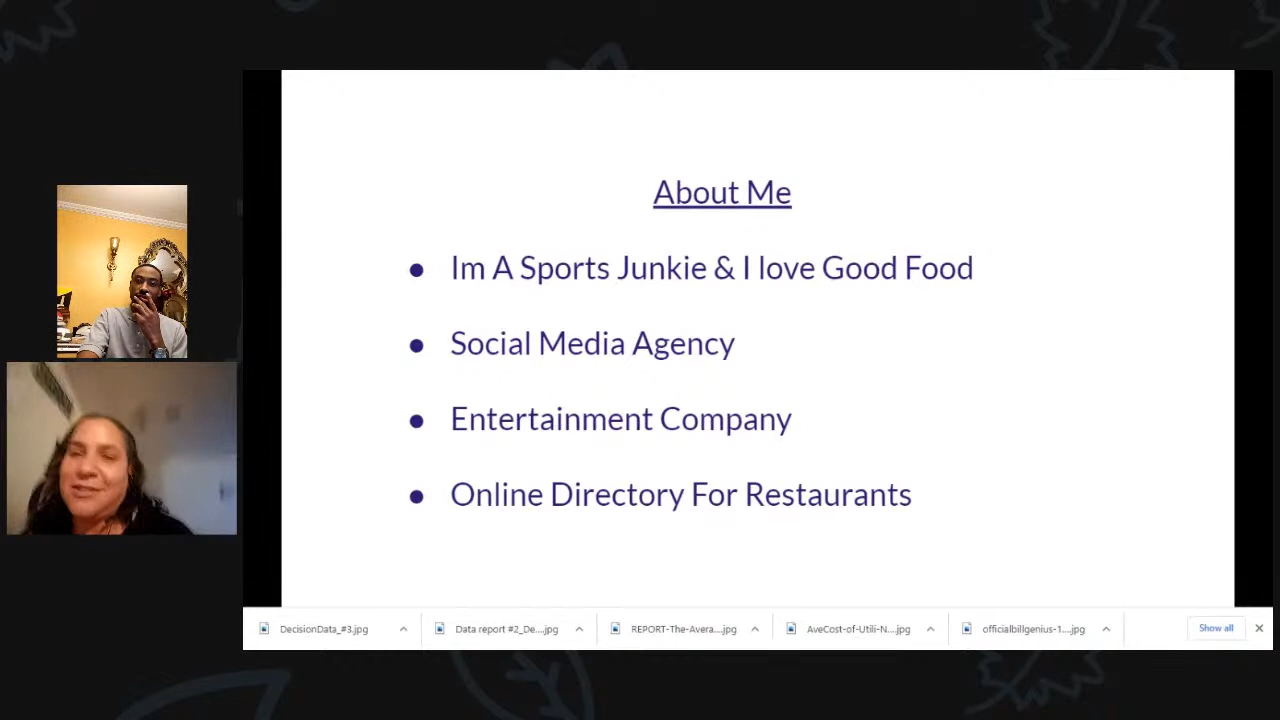 About Me
● Im A Sports Junkie & I love Good Food
● Social Media Agency
● Entertainment Company
● Online Directory For Restaurants
DecisionData_#3.jpg Data report #2_De....jpg REPORT-The-Avera....jpg AveCost-of-Utili-N....jpg officialbillgenius-1....jpg Show all